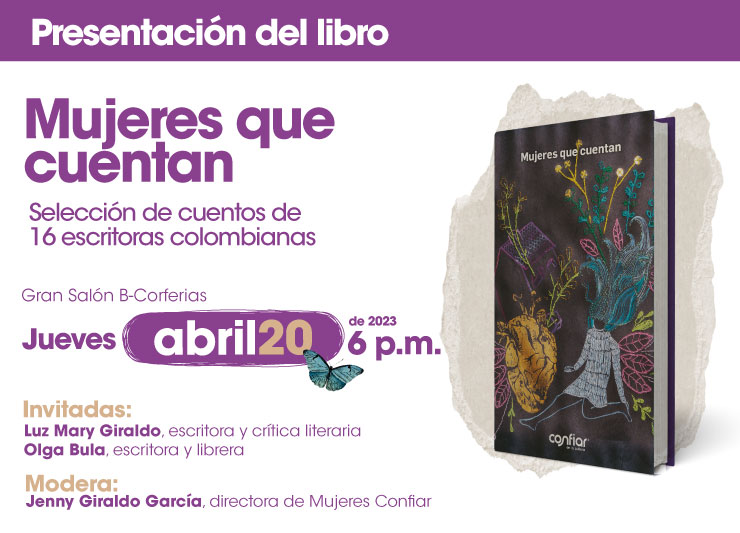 Presentación del libro
Mujeres que
cuentan
Selección de cuentos de
16 escritoras colombianas
Gran Salón B-Corferias
Jueves abril20 de 2023 6 p.m.
Invitadas:
Luz Mary Giraldo, escritora y crítica literaria
Olga Bula, escritora y librera
Modera:
Jenny Giraldo García, directora de Mujeres Confiar
Mujeres que cuentan
confiar